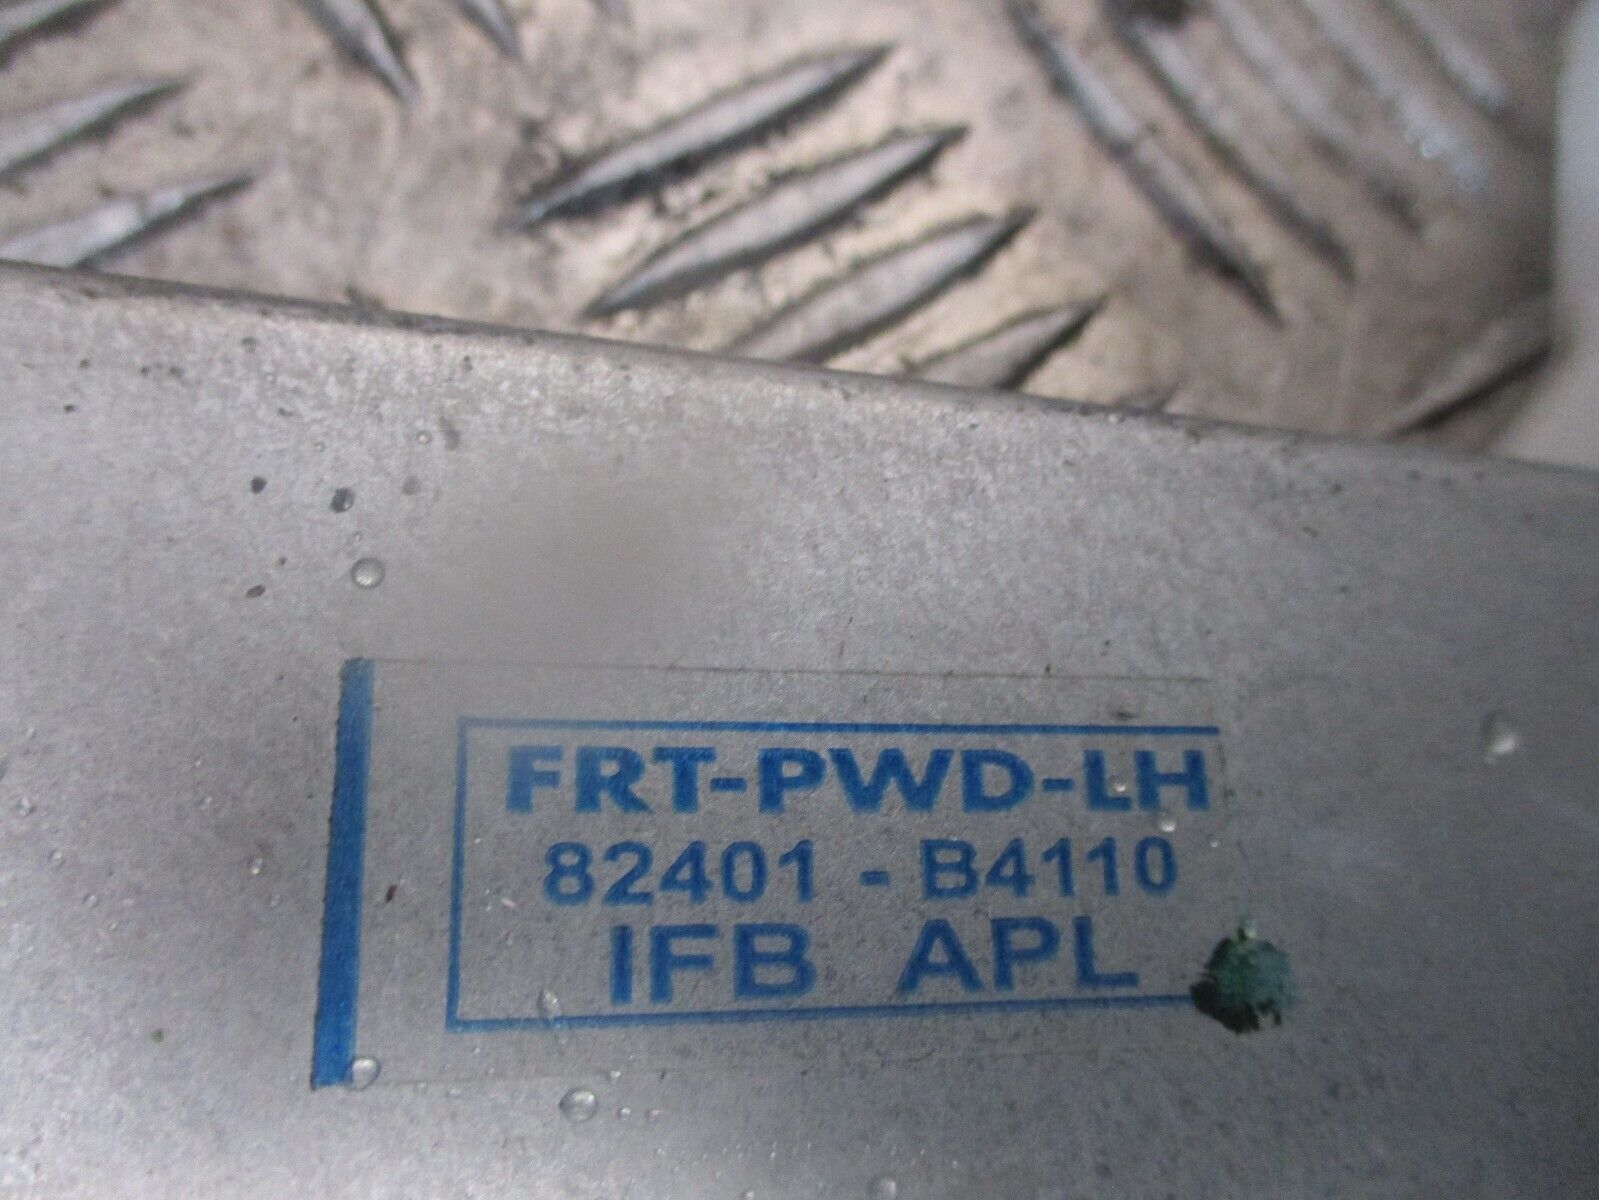 FRT-PWD-LH
82401 - B4110
IFB APL